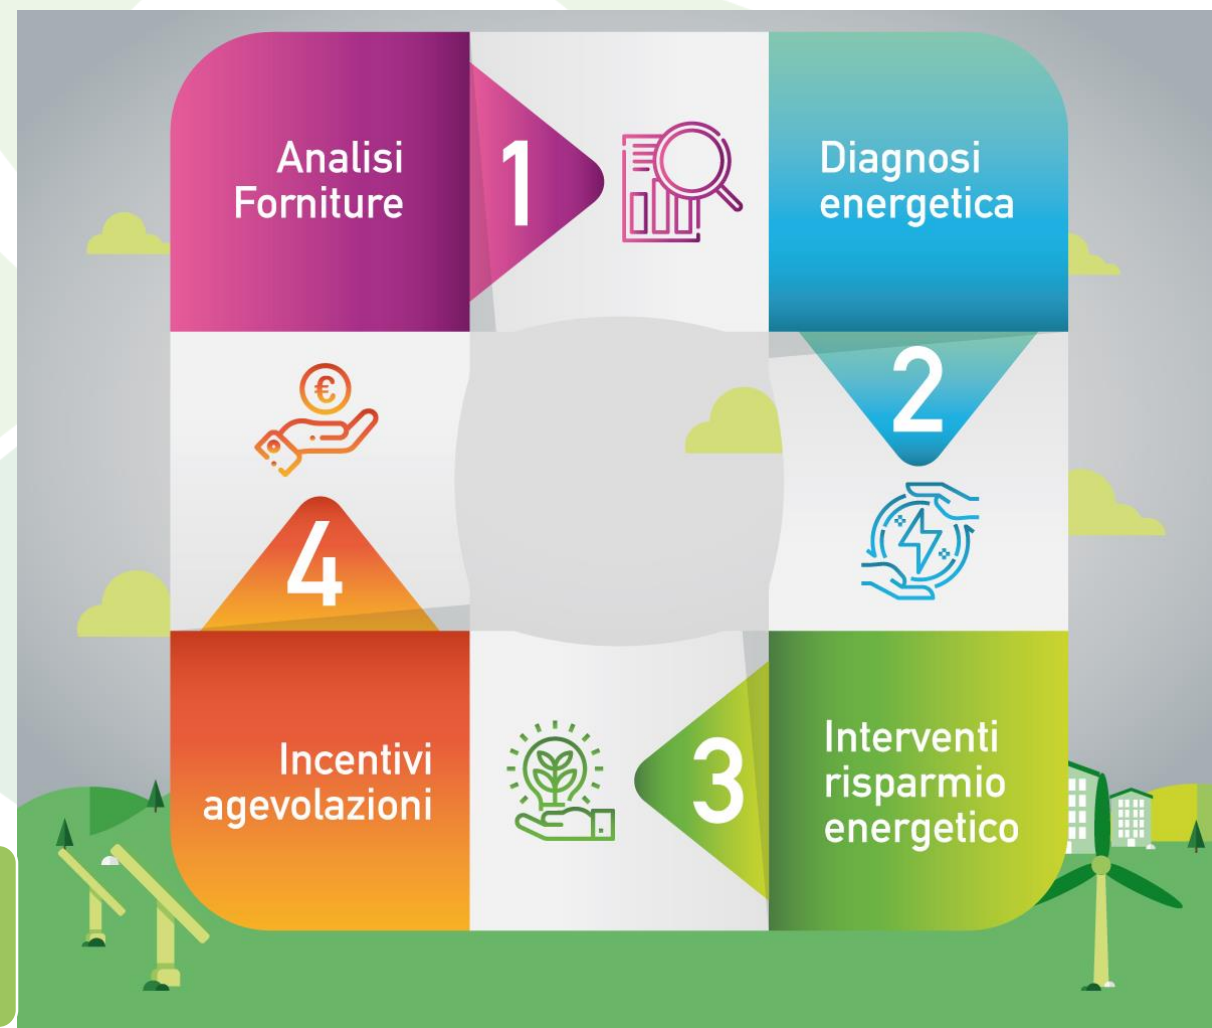 Analisi
Forniture
1
Diagnosi
energetica
2
Interventi
risparmio
energetico
3
Incentivi
agevolazioni
4
€